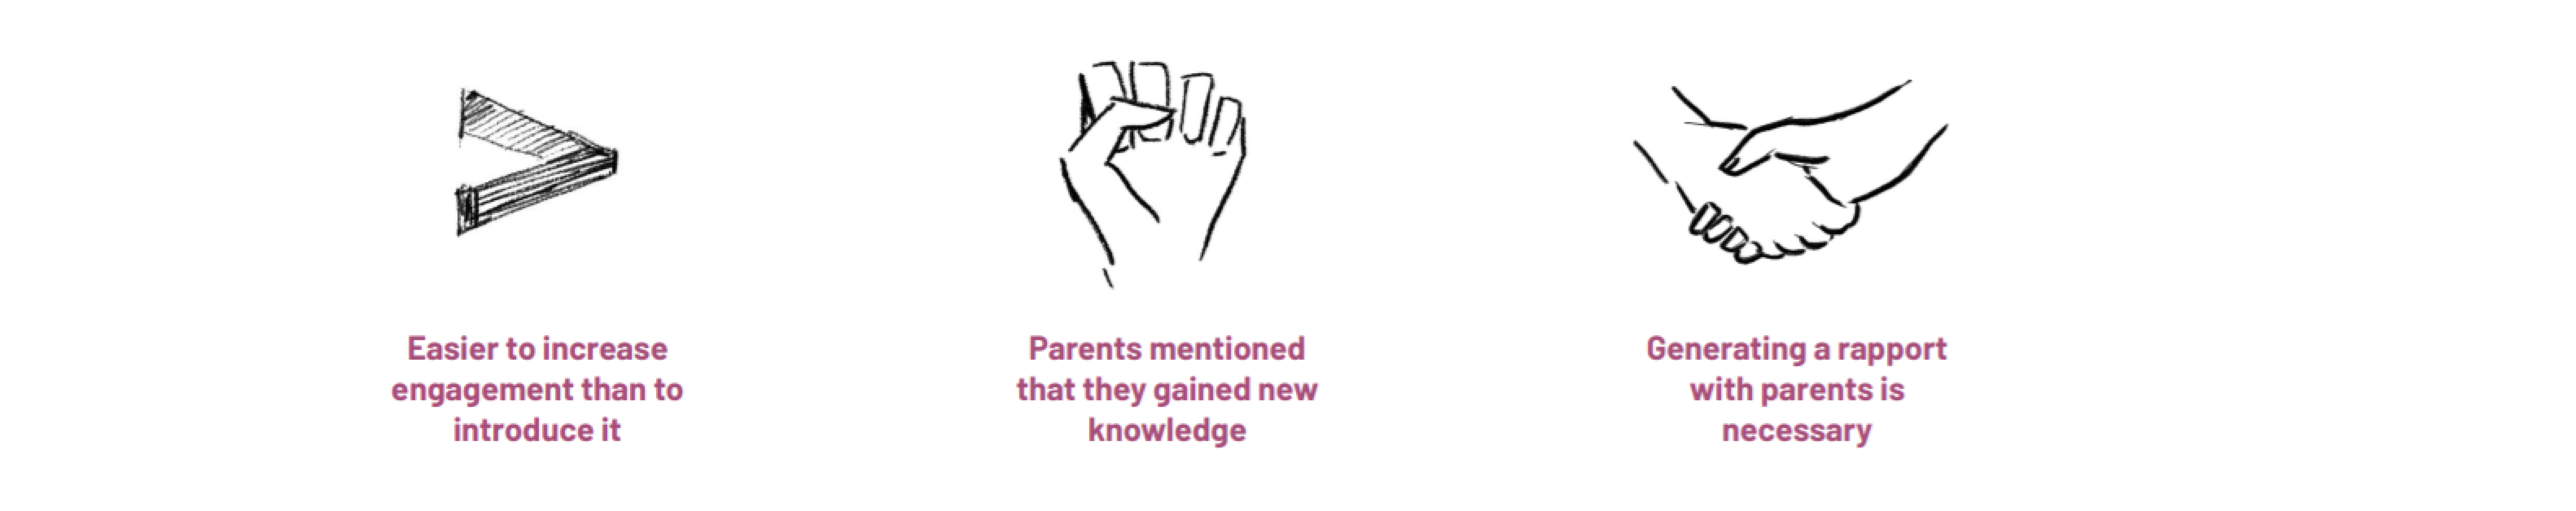 Easier to increase
engagement than to
introduce it
Parents mentioned
that they gained new
knowledge
Generating a rapport
with parents is
necessary